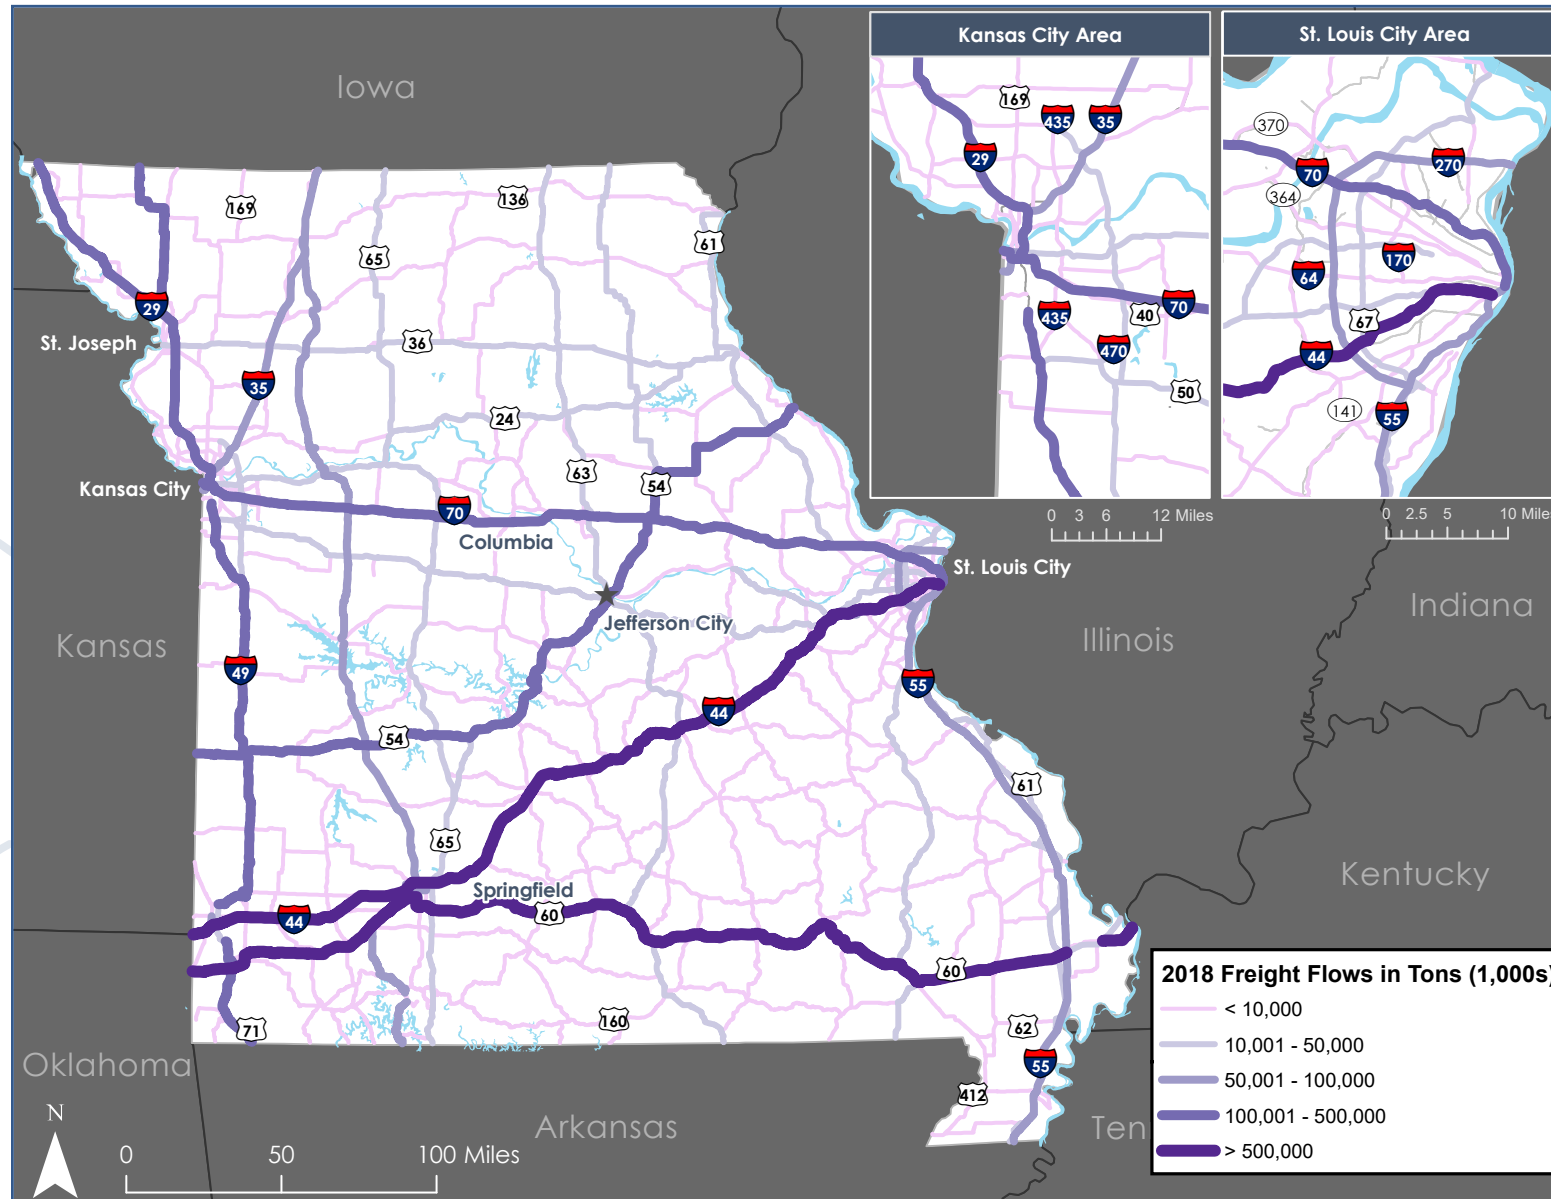 Kansas City Area
St. Louis City Area
Iowa
169
435
35
29
435
40
70
470
50
370
70
270
364
170
64
67
44
141
55
0 3 6 12 Miles
0 2.5 5 10 Miles
169
136
65
61
29
St. Joseph
36
35
24
Kansas City
63
54
70
Columbia
St. Louis City
Jefferson City
Kansas
Illinois
Indiana
49
44
55
54
61
65
Kentucky
Springfield
44
60
60
71
160
62
Oklahoma
55
412
Arkansas
Ten
N
0 50 100 Miles
2018 Freight Flows in Tons (1,000s)
< 10,000
10,001 - 50,000
50,001 - 100,000
100,001 - 500,000
> 500,000